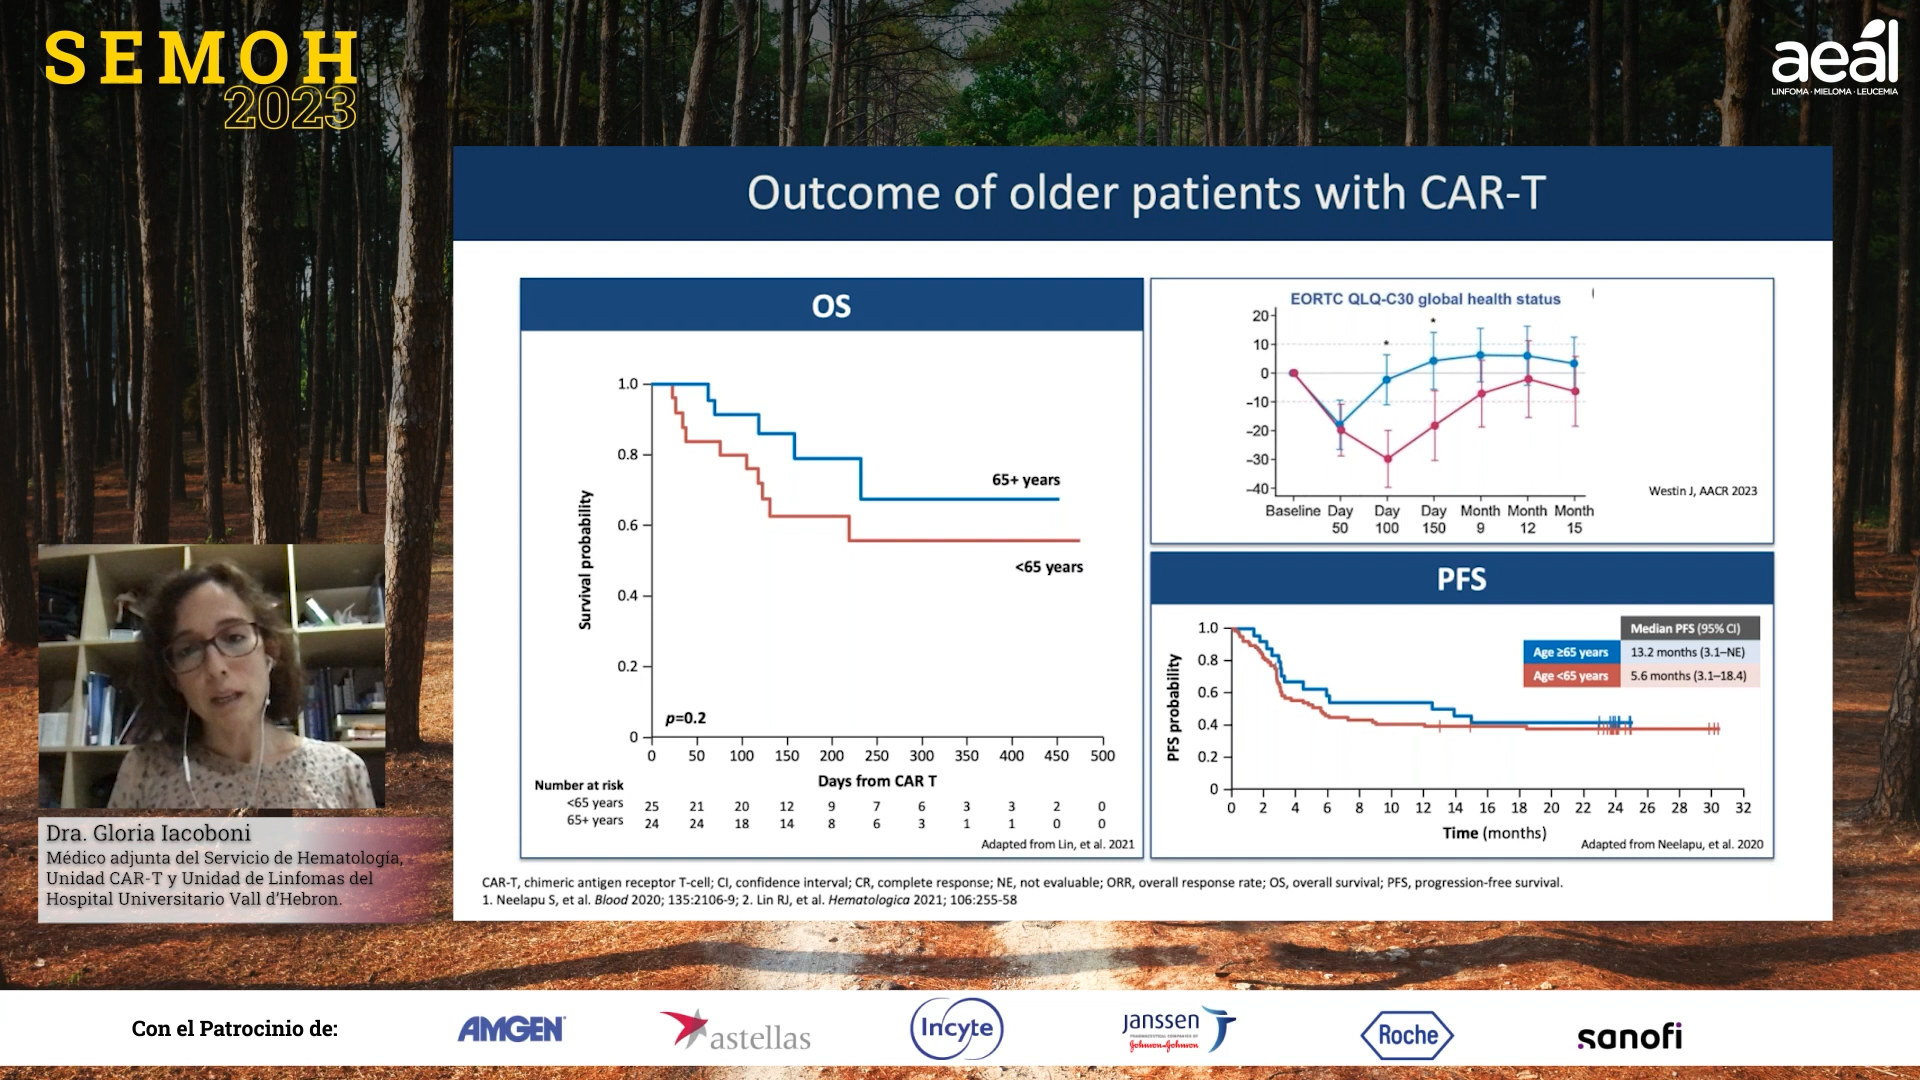 SEMOH
2023
aeal
LINFOMA · MIELOMA · LEUCEMIA
Outcome of older patients with CAR-T
OS
1.0
0.8
0.6
0.4
0.2
0
Survival probability
65+ years
<65 years
p=0.2
0 50 100 150 200 250 300 350 400 450 500
Days from CAR T
Number at risk
<65 years 25 21 20 12 9 7 6 3 3 2 0
65+ years 24 24 18 14 8 6 3 1 1 0 0
Adapted from Lin, et al. 2021
EORTC QLQ-C30 global health status
20
10
0
-10
-20
-30
-40
* *
Baseline Day Day Day Month Month Month
50 100 150 9 12 15
Westin J, AACR 2023
PFS
1.0
0.8
0.6
0.4
0.2
0
PFS probability
Median PFS (95% CI)
Age ≥65 years 13.2 months (3.1–NE)
Age <65 years 5.6 months (3.1–18.4)
0 2 4 6 8 10 12 14 16 18 20 22 24 26 28 30 32
Time (months)
Adapted from Neelapu, et al. 2020
CAR-T, chimeric antigen receptor T-cell; CI, confidence interval; CR, complete response; NE, not evaluable; ORR, overall response rate; OS, overall survival; PFS, progression-free survival.
1. Neelapu S, et al. Blood 2020; 135:2106-9; 2. Lin RJ, et al. Hematologica 2021; 106:255-58
Dra. Gloria Iacoboni
Médico adjunta del Servicio de Hematología,
Unidad CAR-T y Unidad de Linfomas del
Hospital Universitario Vall d'Hebron.
Con el Patrocinio de:
AMGEN
astellas
Incyte
janssen
Johnson & Johnson
Roche
sanofi